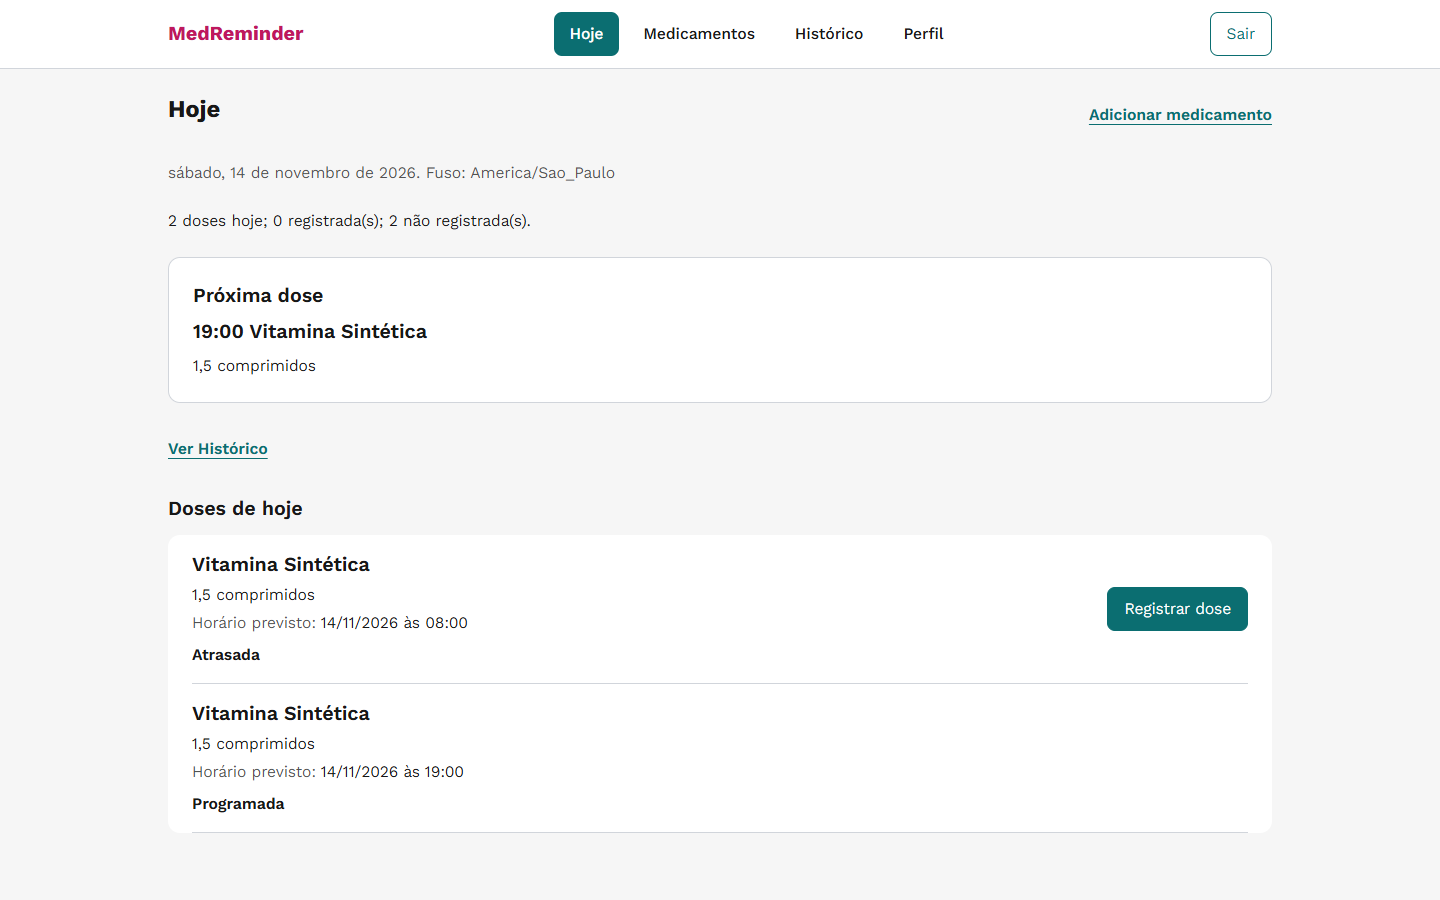 MedReminder
Hoje
Medicamentos
Histórico
Perfil
Sair
Hoje
Adicionar medicamento
sábado, 14 de novembro de 2026. Fuso: America/Sao_Paulo
2 doses hoje; 0 registrada(s); 2 não registrada(s).
Próxima dose
19:00 Vitamina Sintética
1,5 comprimidos
Ver Histórico
Doses de hoje
Vitamina Sintética
1,5 comprimidos
Horário previsto: 14/11/2026 às 08:00
Atrasada
Registrar dose
Vitamina Sintética
1,5 comprimidos
Horário previsto: 14/11/2026 às 19:00
Programada